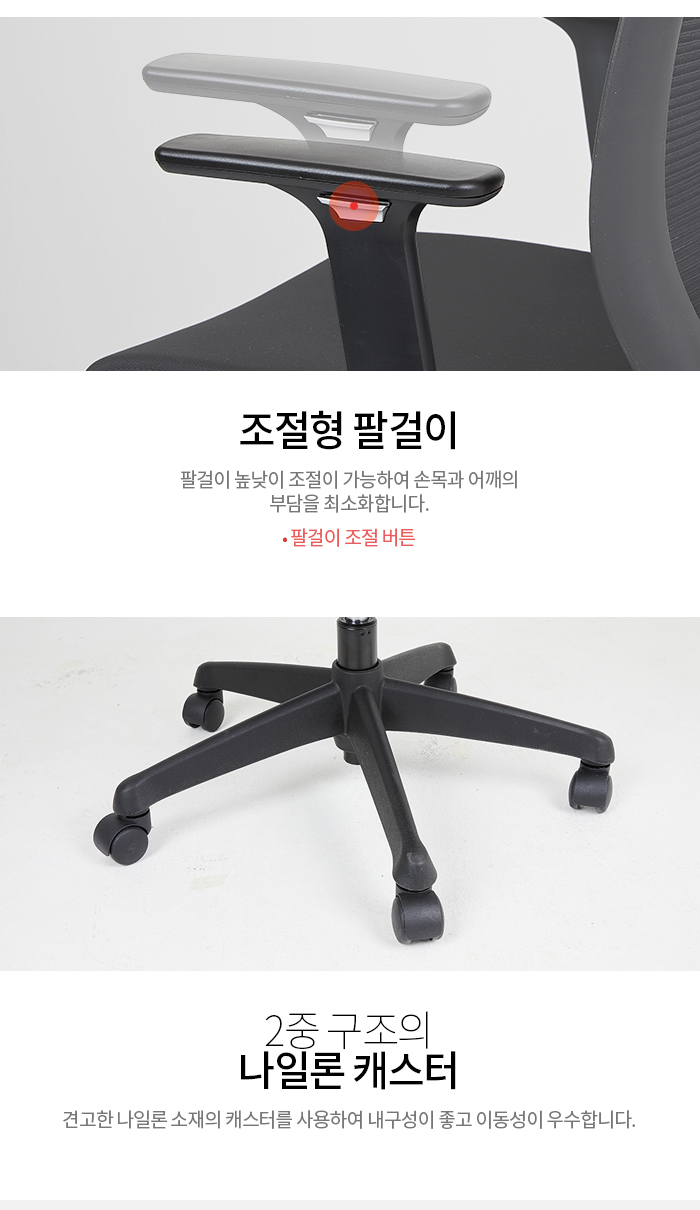 조절형 팔걸이
팔걸이 높낮이 조절이 가능하여 손목과 어깨의
부담을 최소화합니다.
• 팔걸이 조절 버튼
2중 구조의
나일론 캐스터
견고한 나일론 소재의 캐스터를 사용하여 내구성이 좋고 이동성이 우수합니다.